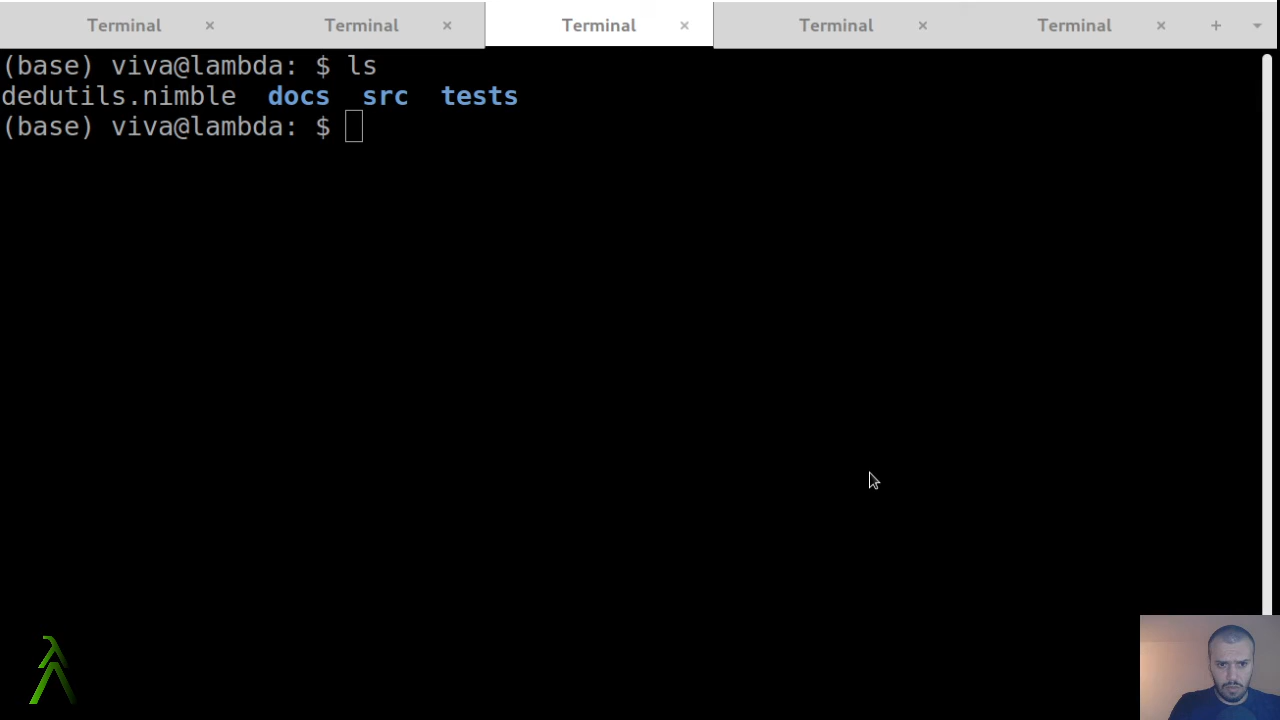 Terminal × Terminal × Terminal × Terminal × Terminal × +
(base) viva@lambda: $ ls
dedutils.nimble docs src tests
(base) viva@lambda: $